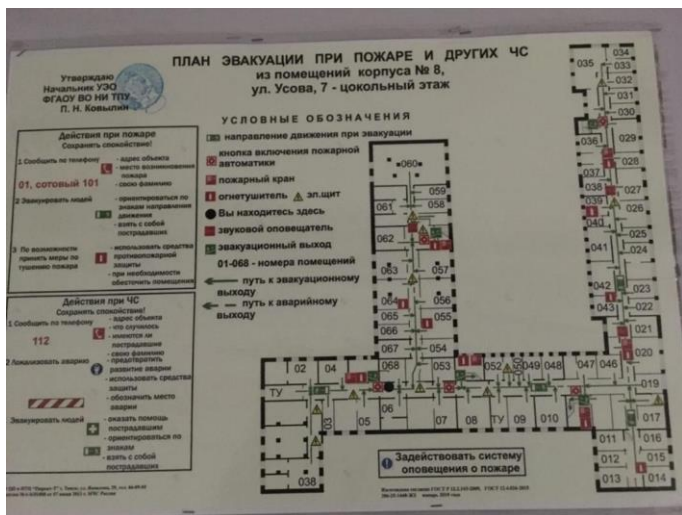 ПЛАН ЭВАКУАЦИИ ПРИ ПОЖАРЕ И ДРУГИХ ЧС
из помещений корпуса № 8,
ул. Усова, 7 - цокольный этаж
Утверждаю
Начальник УЭО
ФГАОУ ВО НИ ТПУ
П. Н. Ковылин
Действия при пожаре
Сохранять спокойствие!
1 Сообщить по телефону
- адрес объекта
- место возникновения
пожара
- свою фамилию
01, сотовый 101
2 Эвакуировать людей
- ориентироваться по
знакам направления
движения
- взять с собой
пострадавших
3 По возможности
принять меры по
тушению пожара
- использовать средства
противопожарной
защиты
- при необходимости
обесточить помещения
Действия при ЧС
Сохранять спокойствие!
1 Сообщить по телефону
- адрес объекта
- что случилось
- имеются ли
пострадавшие
- свою фамилию
112
2 Локализовать аварию
- предотвратить
развитие аварии
- использовать средства
защиты
- обозначить место
аварии
Эвакуировать людей
- оказать помощь
пострадавшим
- ориентироваться по
знакам
- взять с собой
пострадавших
УСЛОВНЫЕ ОБОЗНАЧЕНИЯ
направление движения при эвакуации
кнопка включения пожарной
автоматики
пожарный кран
огнетушитель эл.щит
Вы находитесь здесь
звуковой оповещатель
эвакуационный выход
01-068 - номера помещений
путь к эвакуационному
выходу
путь к аварийному
выходу
060
059
061 058
062
063 057
064 056
065 055
066
067 054
068 053
02 04
ТУ
03 05 06 07 08 ТУ 09 010
038
052 049 048 047 046
035 034
033
032
031
030
036 029
028
037
038 027
039 026
040 025
041 024
042 023
043 022
021
020
019
017
011 016
012 015
013 014
Задействовать систему
оповещения о пожаре